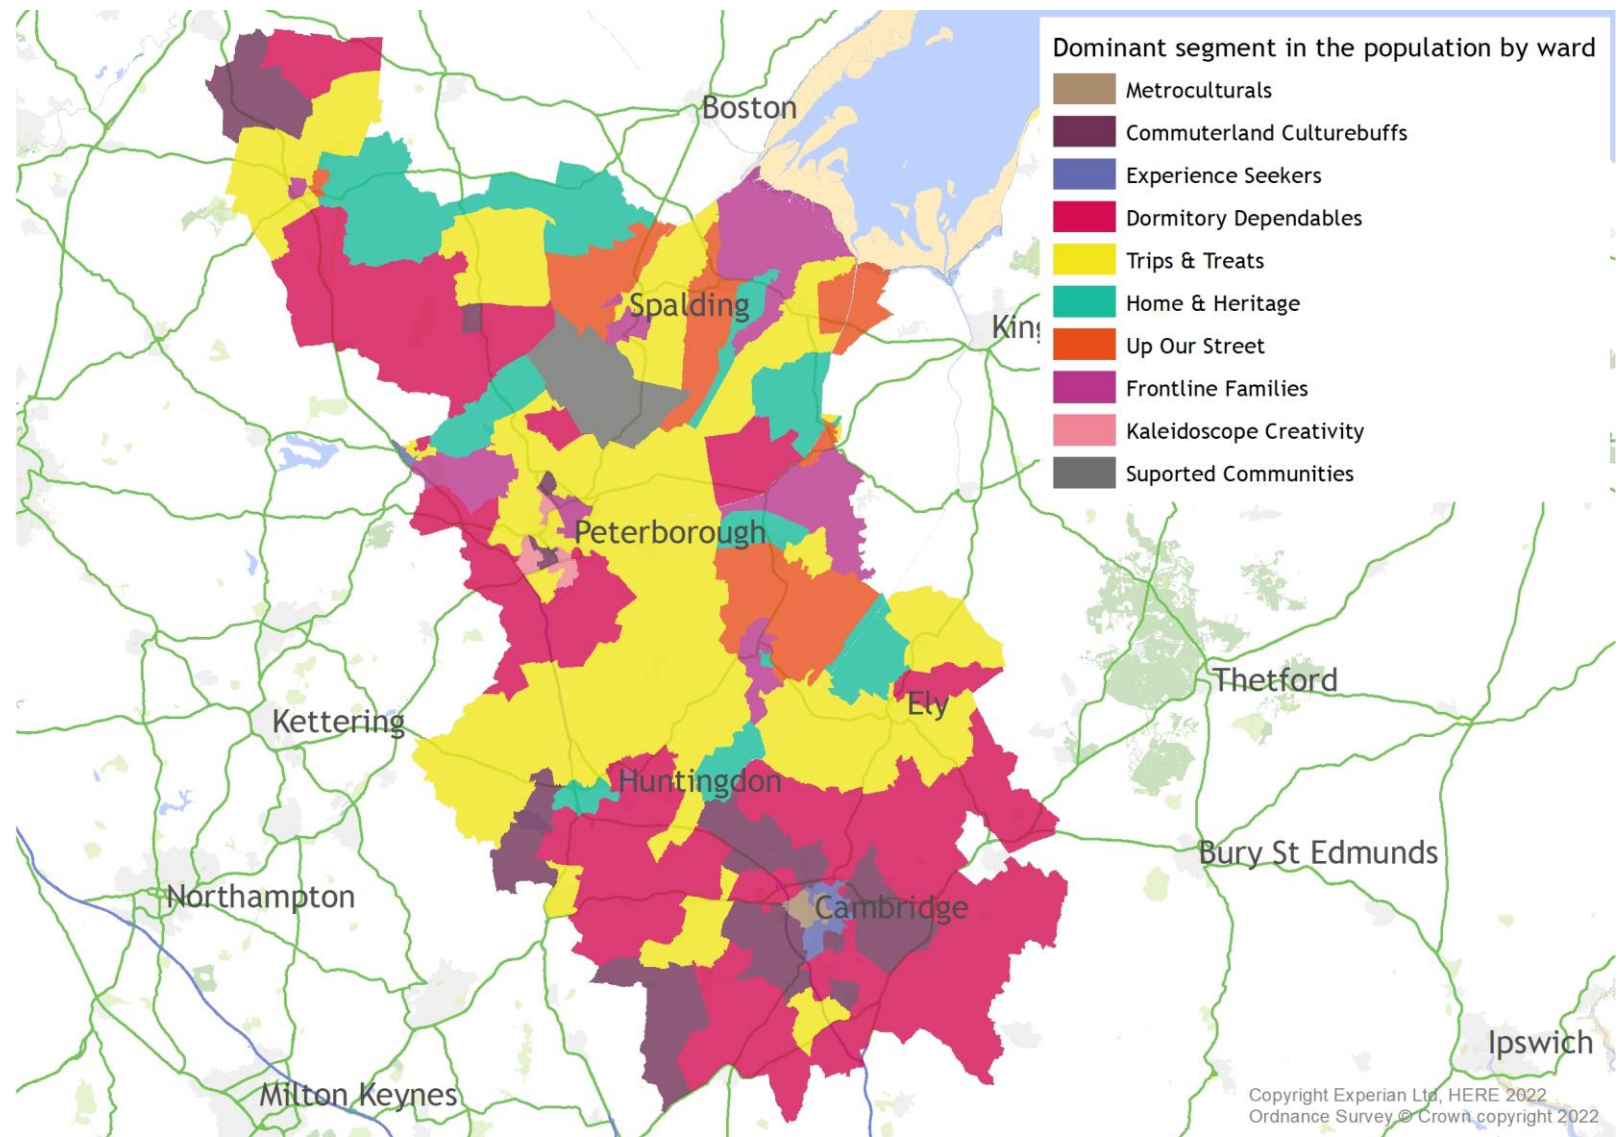 Dominant segment in the population by ward
Metroculturals
Commuterland Culturebuffs
Experience Seekers
Dormitory Dependables
Trips & Treats
Home & Heritage
Up Our Street
Frontline Families
Kaleidoscope Creativity
Suported Communities
Boston
Spalding
King
Peterborough
Thetford
Ely
Kettering
Huntingdon
Bury St Edmunds
Northampton
Cambridge
Ipswich
Milton Keynes
Copyright Experian Ltd, HERE 2022
Ordnance Survey © Crown copyright 2022